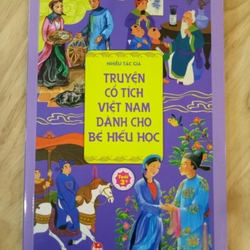 NHIỀU TÁC GIẢ
TRUYỆN
CỔ TÍCH
VIỆT NAM
DÀNH CHO
BÉ HIẾU HỌC